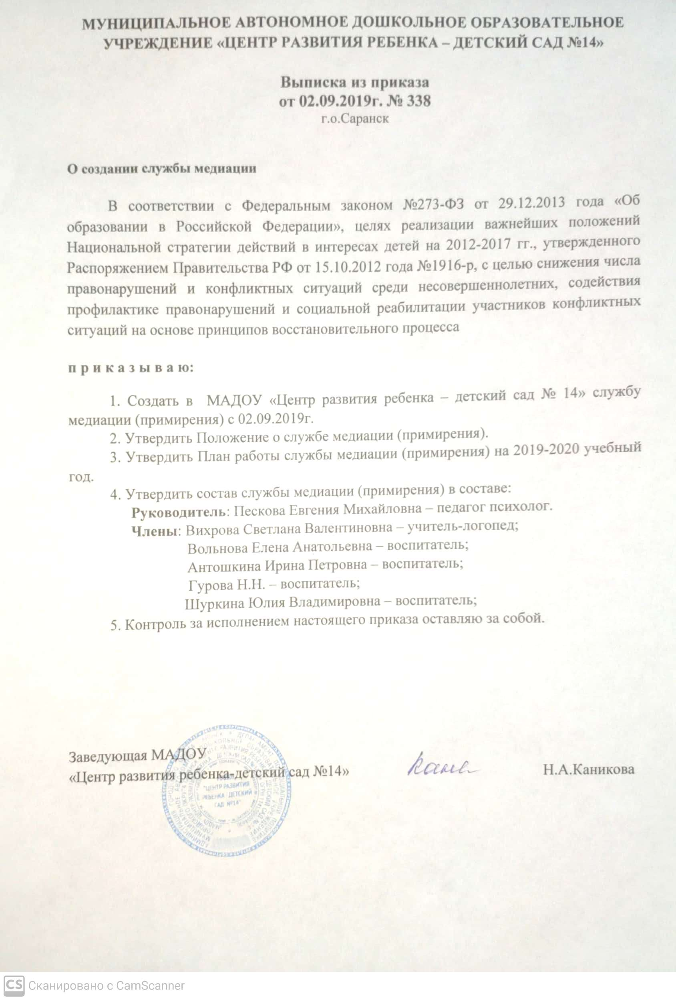 МУНИЦИПАЛЬНОЕ АВТОНОМНОЕ ДОШКОЛЬНОЕ ОБРАЗОВАТЕЛЬНОЕ
УЧРЕЖДЕНИЕ «ЦЕНТР РАЗВИТИЯ РЕБЕНКА – ДЕТСКИЙ САД №14»
Выписка из приказа
от 02.09.2019г. № 338
г.о.Саранск
О создании службы медиации
В соответствии с Федеральным законом №273-ФЗ от 29.12.2013 года «Об
образовании в Российской Федерации», целях реализации важнейших положений
Национальной стратегии действий в интересах детей на 2012-2017 гг., утвержденного
Распоряжением Правительства РФ от 15.10.2012 года №1916-р, с целью снижения числа
правонарушений и конфликтных ситуаций среди несовершеннолетних, содействия
профилактике правонарушений и социальной реабилитации участников конфликтных
ситуаций на основе принципов восстановительного процесса
п р и к а з ы в а ю:
1. Создать в МАДОУ «Центр развития ребенка – детский сад № 14» службу
медиации (примирения) с 02.09.2019г.
2. Утвердить Положение о службе медиации (примирения).
3. Утвердить План работы службы медиации (примирения) на 2019-2020 учебный
год.
4. Утвердить состав службы медиации (примирения) в составе:
Руководитель: Пескова Евгения Михайловна – педагог психолог.
Члены: Вихрова Светлана Валентиновна – учитель-логопед;
Вольнова Елена Анатольевна – воспитатель;
Антошкина Ирина Петровна – воспитатель;
Гурова Н.Н. – воспитатель;
Шуркина Юлия Владимировна – воспитатель;
5. Контроль за исполнением настоящего приказа оставляю за собой.
Заведующая МАДОУ
«Центр развития ребенка-детский сад №14»
Н.А.Каникова
"ЦЕНТР РАЗВИТИЯ
РЕБЕНКА - ДЕТСКИЙ
САД №14"
CS Сканировано с CamScanner